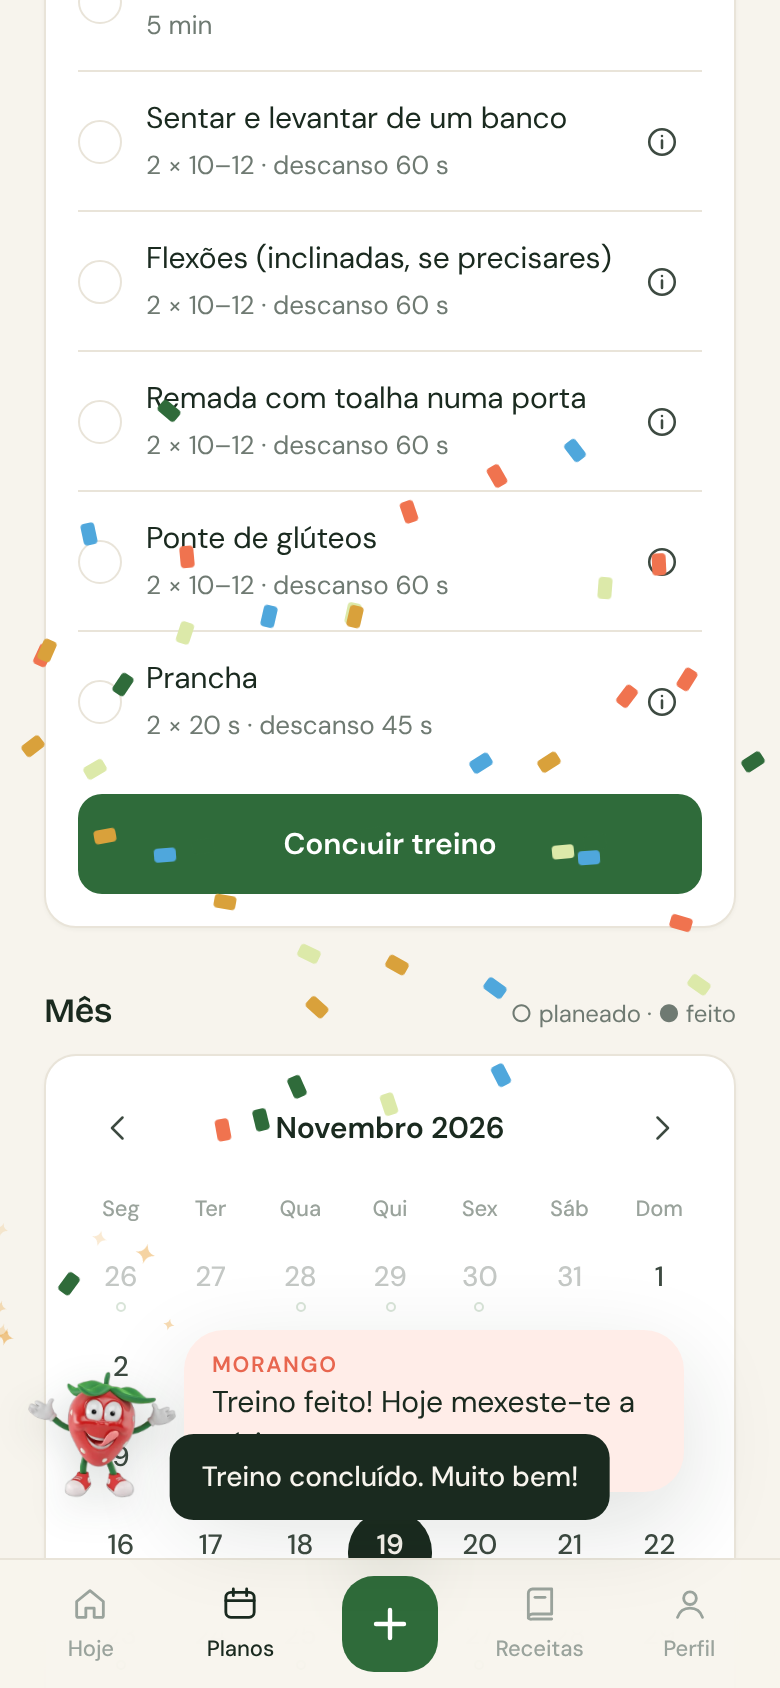 5 min
Sentar e levantar de um banco
2 × 10–12 · descanso 60 s
Flexões (inclinadas, se precisares)
2 × 10–12 · descanso 60 s
Remada com toalha numa porta
2 × 10–12 · descanso 60 s
Ponte de glúteos
2 × 10–12 · descanso 60 s
Prancha
2 × 20 s · descanso 45 s
Concluir treino
Mês
planeado · feito
Novembro 2026
Seg Ter Qua Qui Sex Sáb Dom
26 27 28 29 30 31 1
2
MORANGO
Treino feito! Hoje mexeste-te a
9
Treino concluído. Muito bem!
16 17 18 19 20 21 22
Hoje Planos Receitas Perfil